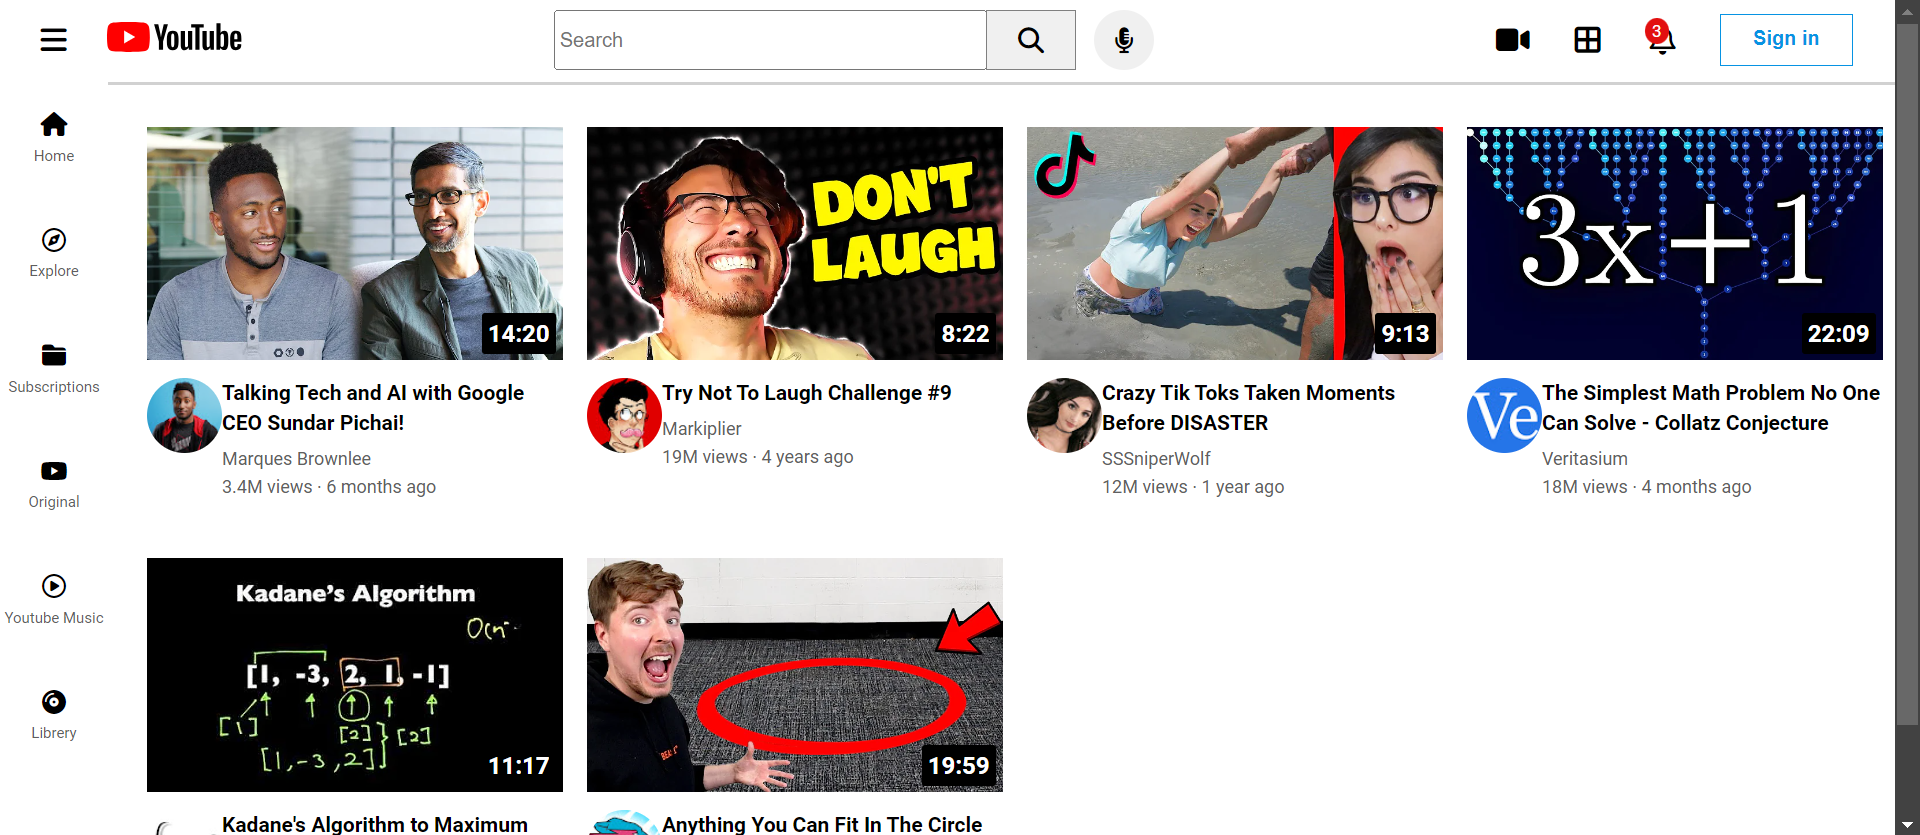 YouTube
Search
3
Sign in
Home
Explore
Subscriptions
Original
Youtube Music
Librery
14:20
Talking Tech and AI with Google
CEO Sundar Pichai!
Marques Brownlee
3.4M views · 6 months ago
DON'T
LAUGH
8:22
Try Not To Laugh Challenge #9
Markiplier
19M views · 4 years ago
9:13
Crazy Tik Toks Taken Moments
Before DISASTER
SSSniperWolf
12M views · 1 year ago
3x+1
22:09
Ve
The Simplest Math Problem No One
Can Solve - Collatz Conjecture
Veritasium
18M views · 4 months ago
Kadane's Algorithm
[1, -3, 2, 1, -1]
[1]
[2]
[2]
[1,-3,2]
11:17
Kadane's Algorithm to Maximum
19:59
Anything You Can Fit In The Circle